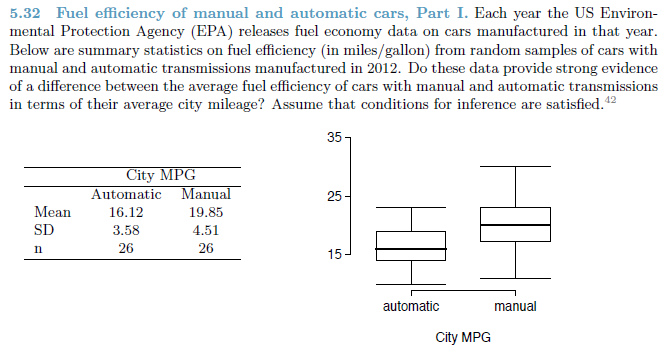 5.32 Fuel efficiency of manual and automatic cars, Part I. Each year the US Environ-
mental Protection Agency (EPA) releases fuel economy data on cars manufactured in that year.
Below are summary statistics on fuel efficiency (in miles/gallon) from random samples of cars with
manual and automatic transmissions manufactured in 2012. Do these data provide strong evidence
of a difference between the average fuel efficiency of cars with manual and automatic transmissions
in terms of their average city mileage? Assume that conditions for inference are satisfied.42
City MPG
Automatic Manual
Mean 16.12 19.85
SD 3.58 4.51
n 26 26
35
25
15
automatic manual
City MPG